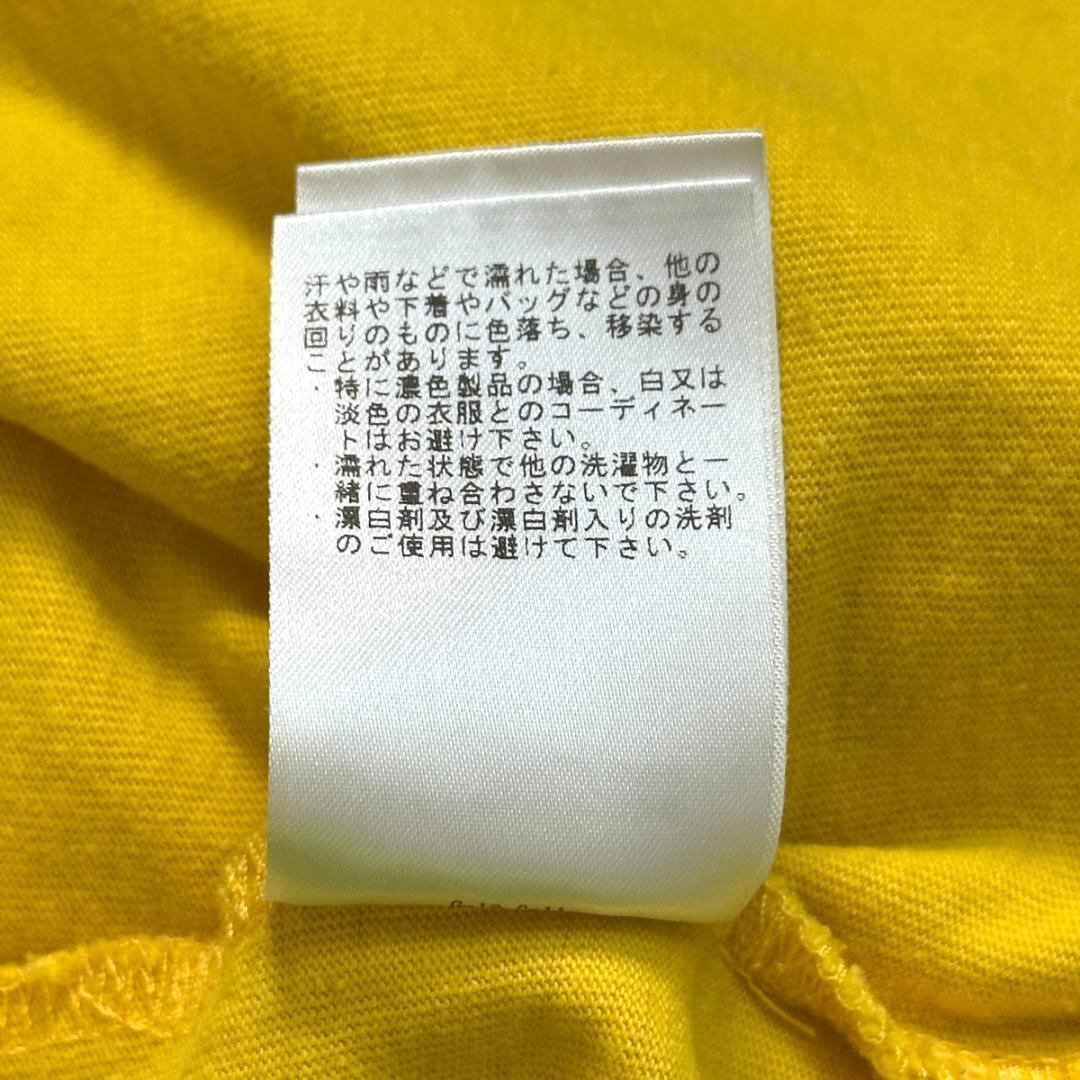 汗や雨などで濡れた場合、他の
衣料や下着やバッグなどの身の
回りのものに色落ち、移染する
ことがあります。
・特に濃色製品の場合、白又は
淡色の衣服とのコーディネー
トはお避け下さい。
・濡れた状態で他の洗濯物と一
緒に重ね合わさないで下さい。
・漂白剤及び漂白剤入りの洗剤
のご使用は避けて下さい。